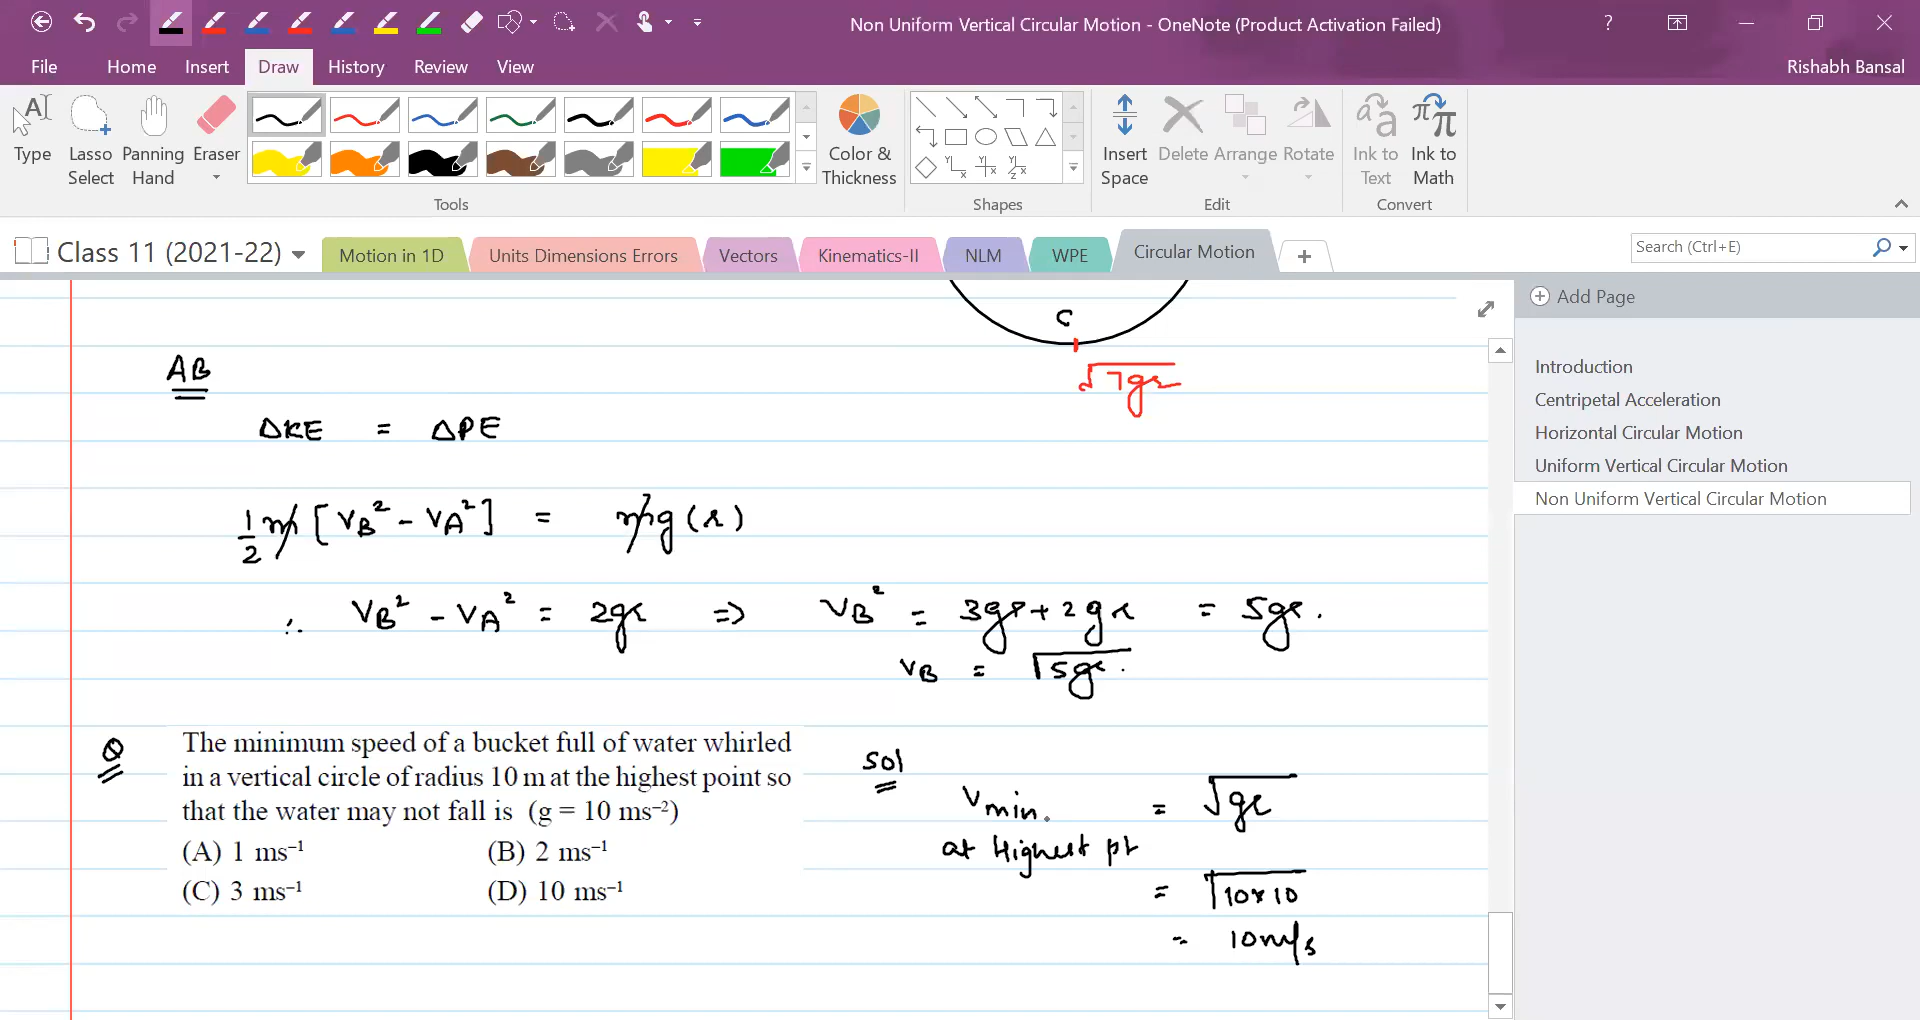 Non Uniform Vertical Circular Motion - OneNote (Product Activation Failed)
?
File Home Insert Draw History Review View
Rishabh Bansal
Type
Lasso Select
Panning Hand
Eraser
Color & Thickness
Insert Space
Delete
Arrange
Rotate
Ink to Text
Ink to Math
Tools
Shapes
Edit
Convert
Class 11 (2021-22)
Motion in 1D
Units Dimensions Errors
Vectors
Kinematics-II
NLM
WPE
Circular Motion
+
Search (Ctrl+E)
Add Page
Introduction
Centripetal Acceleration
Horizontal Circular Motion
Uniform Vertical Circular Motion
Non Uniform Vertical Circular Motion
C
√7gr
AB
ΔKE = ΔPE
1/2 m [VB² - VA²] = mg(r)
∴ VB² - VA² = 2gr ⇒ VB² = 3gr + 2gr = 5gr.
VB = √5gr.
Q
The minimum speed of a bucket full of water whirled
in a vertical circle of radius 10 m at the highest point so
that the water may not fall is (g = 10 ms⁻²)
(A) 1 ms⁻¹ (B) 2 ms⁻¹
(C) 3 ms⁻¹ (D) 10 ms⁻¹
Sol
Vmin. = √gr
at Highest pt
= √10×10
= 10m/s